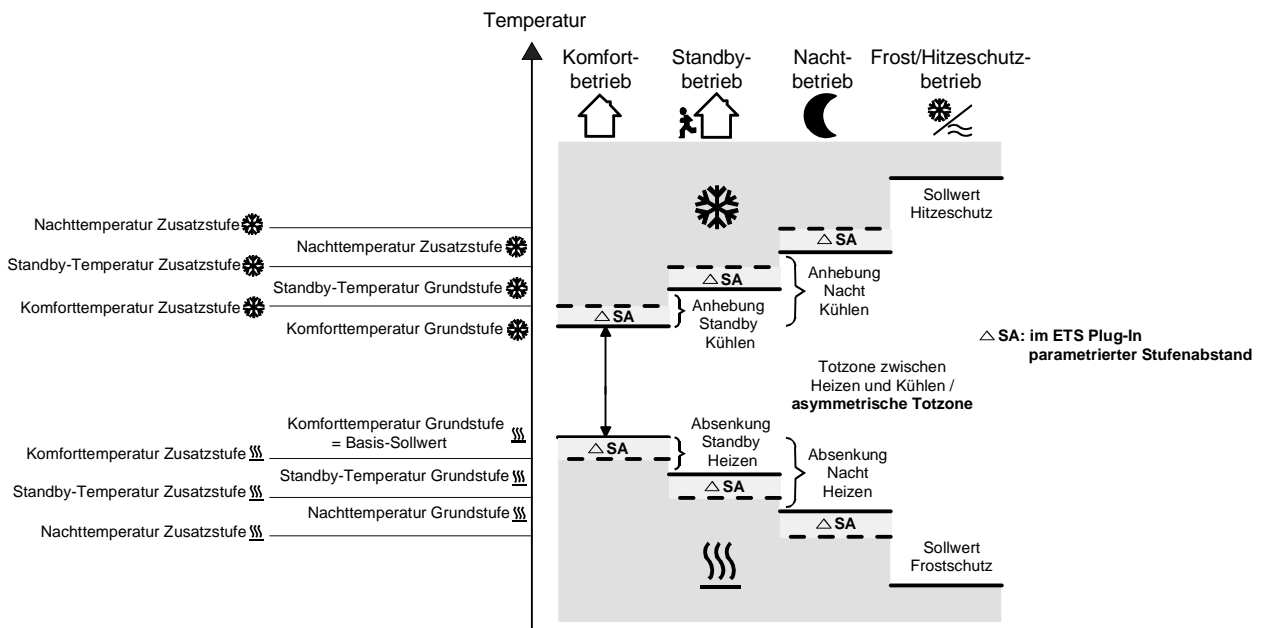 Temperatur
Komfort-
betrieb
Standby-
betrieb
Nacht-
betrieb
Frost/Hitzeschutz-
betrieb
Sollwert
Hitzeschutz
Nachttemperatur Zusatzstufe
Nachttemperatur Zusatzstufe
Standby-Temperatur Zusatzstufe
Standby-Temperatur Grundstufe
Komforttemperatur Zusatzstufe
Komforttemperatur Grundstufe
△ SA
△ SA
△ SA
Anhebung
Standby
Kühlen
Anhebung
Nacht
Kühlen
△ SA: im ETS Plug-In
parametrierter Stufenabstand
Totzone zwischen
Heizen und Kühlen /
asymmetrische Totzone
Komforttemperatur Grundstufe
= Basis-Sollwert
Komforttemperatur Zusatzstufe
Standby-Temperatur Grundstufe
Standby-Temperatur Zusatzstufe
Nachttemperatur Grundstufe
Nachttemperatur Zusatzstufe
△ SA
△ SA
△ SA
Absenkung
Standby
Heizen
Absenkung
Nacht
Heizen
Sollwert
Frostschutz